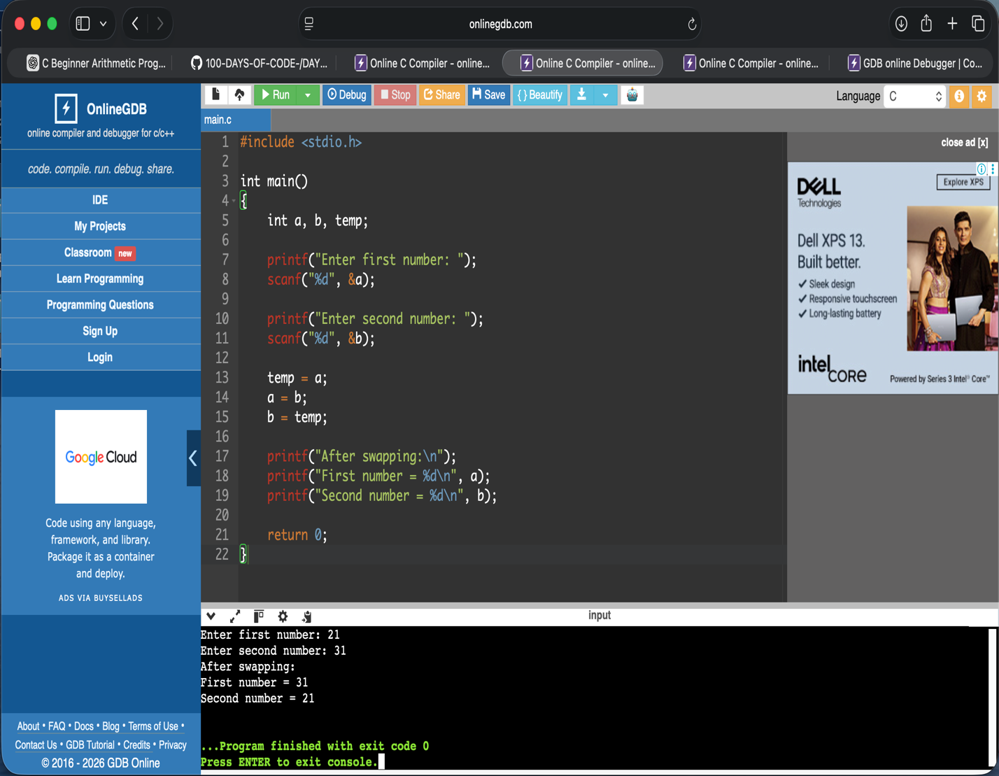 onlinegdb.com
C Beginner Arithmetic Prog...
100-DAYS-OF-CODE-/DAY...
Online C Compiler - online...
Online C Compiler - online...
Online C Compiler - online...
GDB online Debugger | Co...
OnlineGDB
online compiler and debugger for c/c++
code. compile. run. debug. share.
IDE
My Projects
Classroom new
Learn Programming
Programming Questions
Sign Up
Login
Google Cloud
Code using any language,
framework, and library.
Package it as a container
and deploy.
ADS VIA BUYSELLADS
About • FAQ • Docs • Blog • Terms of Use •
Contact Us • GDB Tutorial • Credits • Privacy
© 2016 - 2026 GDB Online
Run Debug Stop Share Save { } Beautify
Language C
main.c
1 #include <stdio.h>
2
3 int main()
4 {
5 int a, b, temp;
6
7 printf("Enter first number: ");
8 scanf("%d", &a);
9
10 printf("Enter second number: ");
11 scanf("%d", &b);
12
13 temp = a;
14 a = b;
15 b = temp;
16
17 printf("After swapping:\n");
18 printf("First number = %d\n", a);
19 printf("Second number = %d\n", b);
20
21 return 0;
22 }
close ad [x]
DELL
Technologies
Explore XPS
Dell XPS 13.
Built better.
✓ Sleek design
✓ Responsive touchscreen
✓ Long-lasting battery
intel
CORE
Powered by Series 3 Intel® Core™
input
Enter first number: 21
Enter second number: 31
After swapping:
First number = 31
Second number = 21
...Program finished with exit code 0
Press ENTER to exit console.